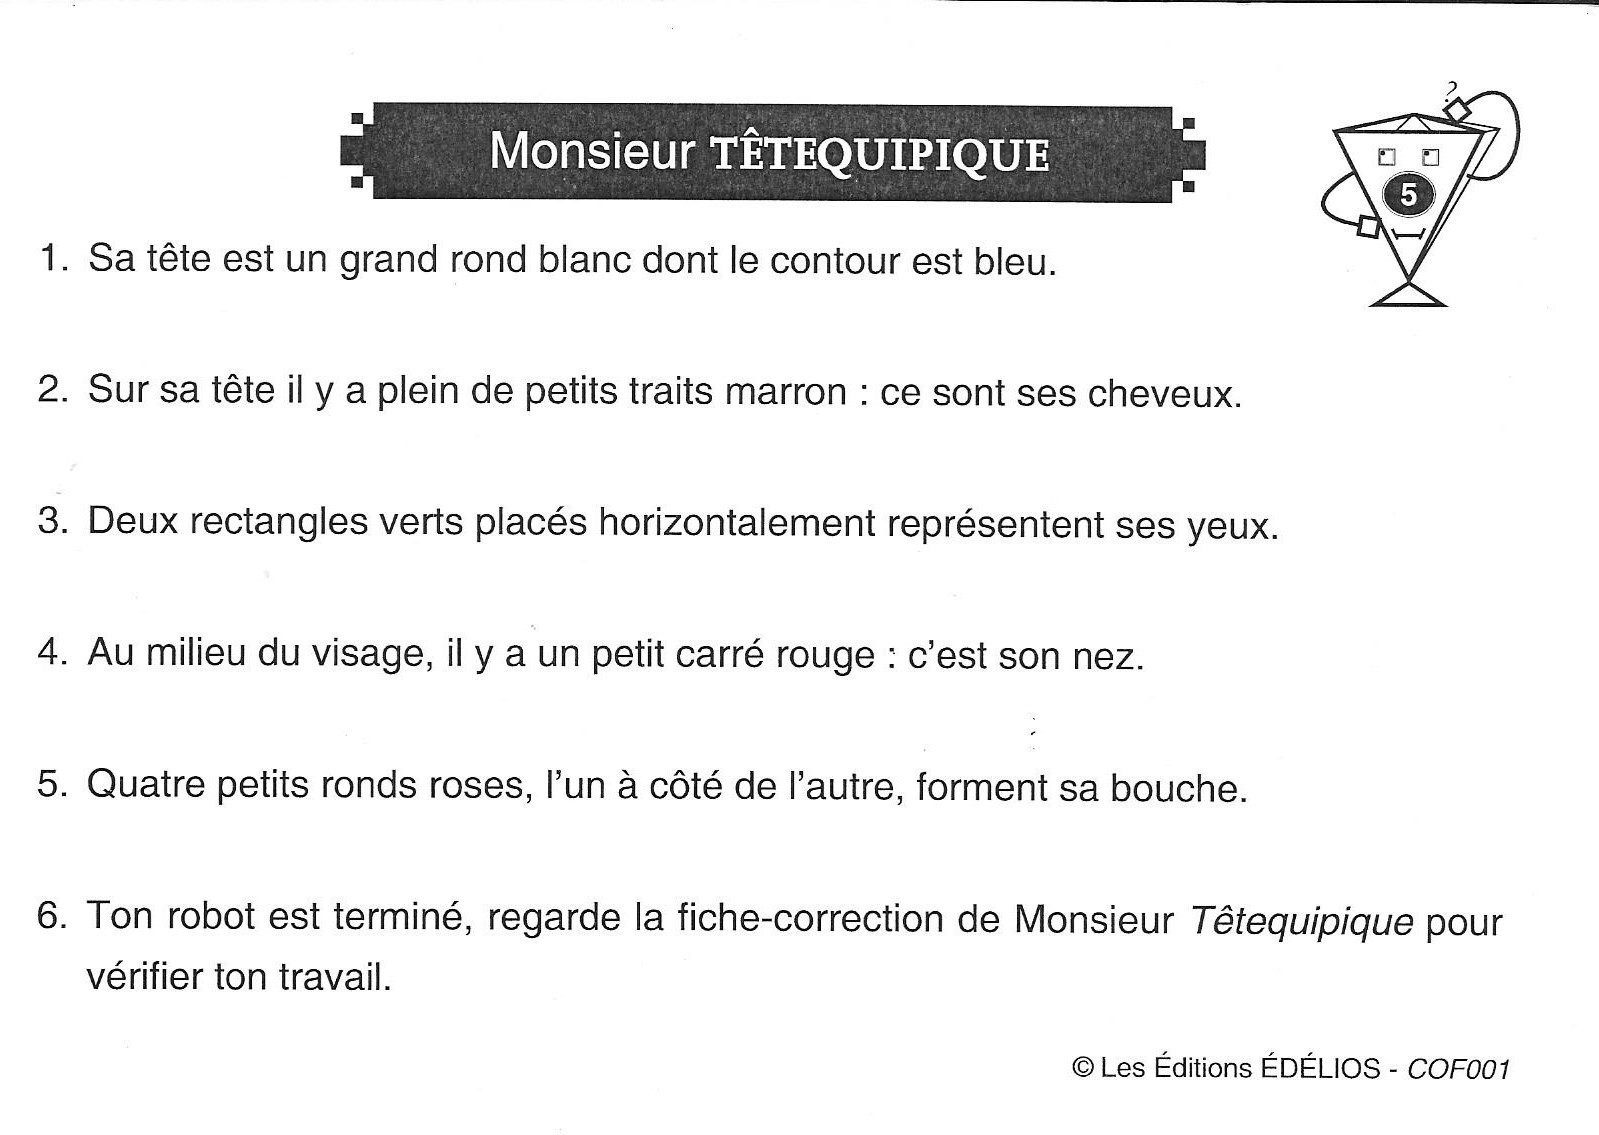 Monsieur TÊTEQUIPIQUE
?
5
1. Sa tête est un grand rond blanc dont le contour est bleu.
2. Sur sa tête il y a plein de petits traits marron : ce sont ses cheveux.
3. Deux rectangles verts placés horizontalement représentent ses yeux.
4. Au milieu du visage, il y a un petit carré rouge : c’est son nez.
5. Quatre petits ronds roses, l’un à côté de l’autre, forment sa bouche.
6. Ton robot est terminé, regarde la fiche-correction de Monsieur Têtequipique pour
vérifier ton travail.
© Les Éditions ÉDÉLIOS - COF001